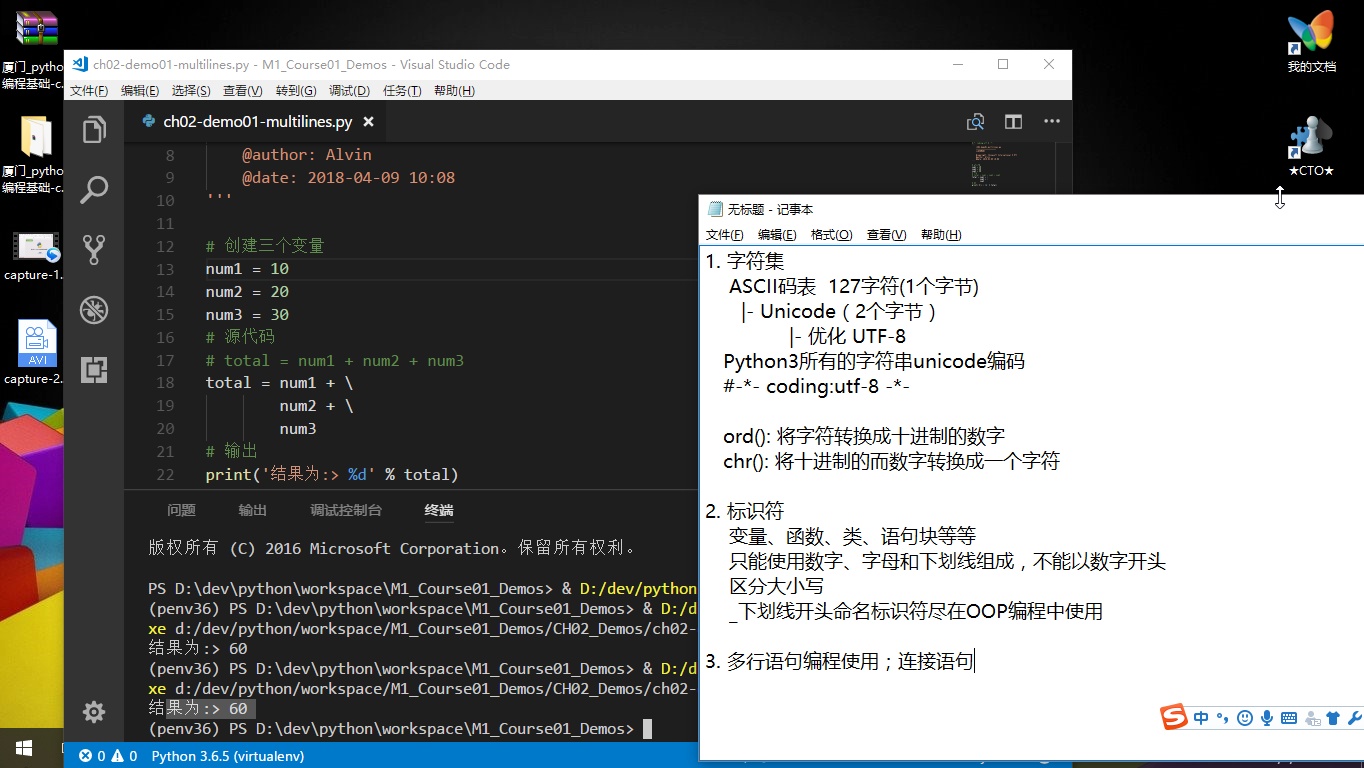 厦门_pytho
编程基础-c.
厦门_pytho
编程基础-c.
capture-1.
AVI
capture-2.
我的文档
★CTO★
ch02-demo01-multilines.py - M1_Course01_Demos - Visual Studio Code
文件(F) 编辑(E) 选择(S) 查看(V) 转到(G) 调试(D) 任务(T) 帮助(H)
ch02-demo01-multilines.py
8 @author: Alvin
9 @date: 2018-04-09 10:08
10 '''
11
12 # 创建三个变量
13 num1 = 10
14 num2 = 20
15 num3 = 30
16 # 源代码
17 # total = num1 + num2 + num3
18 total = num1 + \
19 num2 + \
20 num3
21 # 输出
22 print('结果为:> %d' % total)
问题 输出 调试控制台 终端
版权所有 (C) 2016 Microsoft Corporation。保留所有权利。
PS D:\dev\python\workspace\M1_Course01_Demos> & D:/dev/python
(penv36) PS D:\dev\python\workspace\M1_Course01_Demos> & D:/d
xe d:/dev/python/workspace/M1_Course01_Demos/CH02_Demos/ch02-
结果为:> 60
(penv36) PS D:\dev\python\workspace\M1_Course01_Demos> & D:/d
xe d:/dev/python/workspace/M1_Course01_Demos/CH02_Demos/ch02-
结果为:> 60
(penv36) PS D:\dev\python\workspace\M1_Course01_Demos>
0 0 Python 3.6.5 (virtualenv)
无标题 - 记事本
文件(F) 编辑(E) 格式(O) 查看(V) 帮助(H)
1. 字符集
ASCII码表 127字符(1个字节)
|- Unicode（2个字节）
|- 优化 UTF-8
Python3所有的字符串unicode编码
#-*- coding:utf-8 -*-
ord(): 将字符转换成十进制的数字
chr(): 将十进制的而数字转换成一个字符
2. 标识符
变量、函数、类、语句块等等
只能使用数字、字母和下划线组成，不能以数字开头
区分大小写
_下划线开头命名标识符尽在OOP编程中使用
3. 多行语句编程使用；连接语句
中